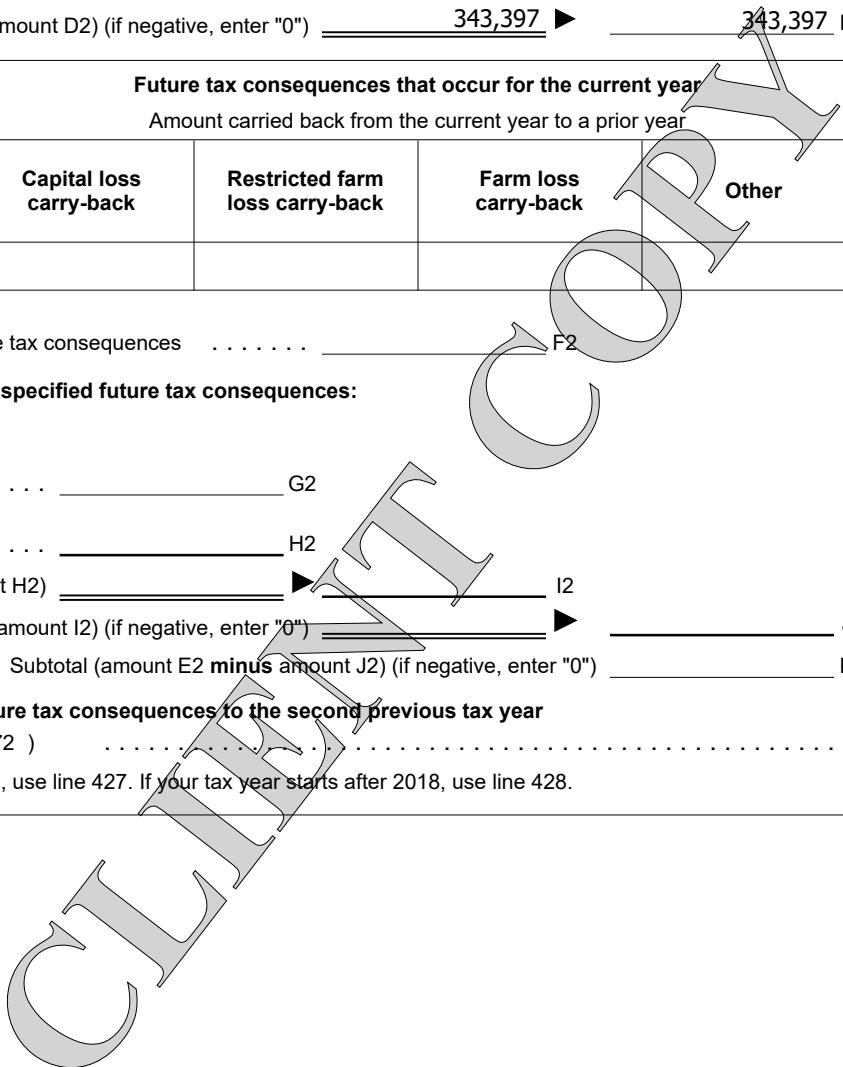 mount D2) (if negative, enter "0") 343,397 ► 343,397
Future tax consequences that occur for the current year
Amount carried back from the current year to a prior year
Capital loss carry-back
Restricted farm loss carry-back
Farm loss carry-back
Other
e tax consequences . . . . . . . F2
specified future tax consequences:
. . . G2
. . . H2
t H2) ► I2
amount I2) (if negative, enter "0") ►
Subtotal (amount E2 minus amount J2) (if negative, enter "0")
ure tax consequences to the second previous tax year
2 ) . . . . . . . . . . . . . . . . . . . . . . . . . . . . . . . . . . . . . . . . . . . . . . . . . . . . . . . . . . .
, use line 427. If your tax year starts after 2018, use line 428.
CLIENT COPY